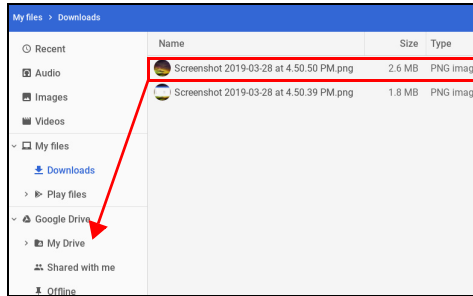 My files > Downloads
Recent
Audio
Images
Videos
My files
Downloads
Play files
Google Drive
My Drive
Shared with me
Offline
Name Size Type
Screenshot 2019-03-28 at 4.50.50 PM.png 2.6 MB PNG imag
Screenshot 2019-03-28 at 4.50.39 PM.png 1.8 MB PNG imag